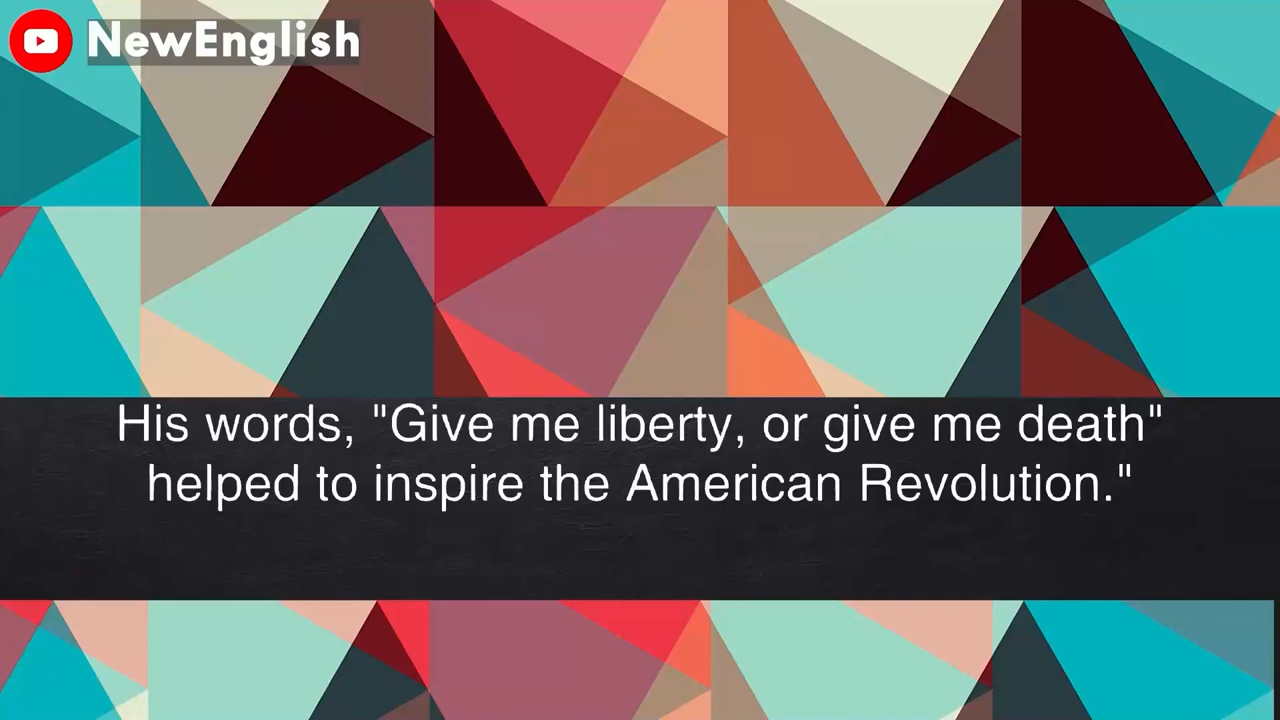 NewEnglish
His words, "Give me liberty, or give me death"
helped to inspire the American Revolution."